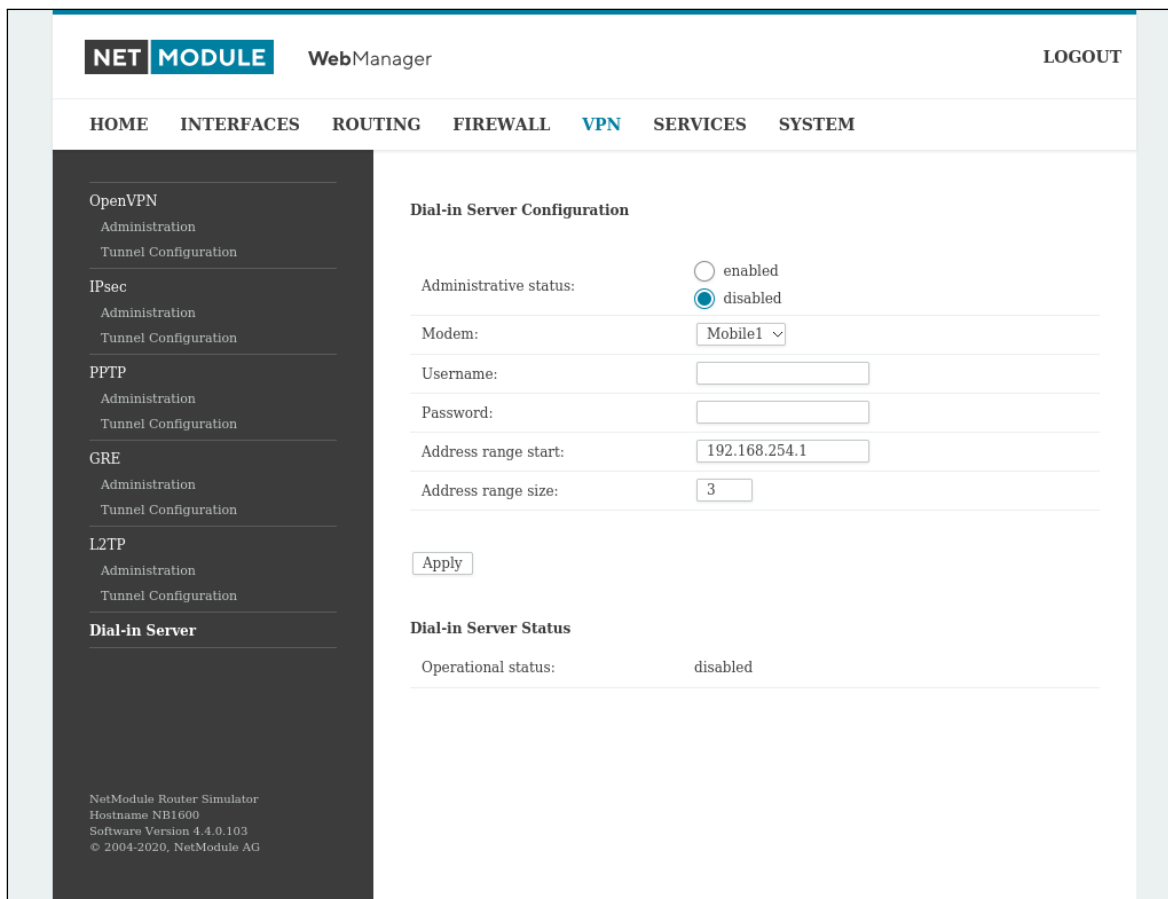 NET MODULE WebManager LOGOUT
HOME INTERFACES ROUTING FIREWALL VPN SERVICES SYSTEM
OpenVPN
Administration
Tunnel Configuration
IPsec
Administration
Tunnel Configuration
PPTP
Administration
Tunnel Configuration
GRE
Administration
Tunnel Configuration
L2TP
Administration
Tunnel Configuration
Dial-in Server
NetModule Router Simulator
Hostname NB1600
Software Version 4.4.0.103
© 2004-2020, NetModule AG
Dial-in Server Configuration
Administrative status:
enabled
disabled
Modem: Mobile1
Username:
Password:
Address range start: 192.168.254.1
Address range size: 3
Apply
Dial-in Server Status
Operational status: disabled